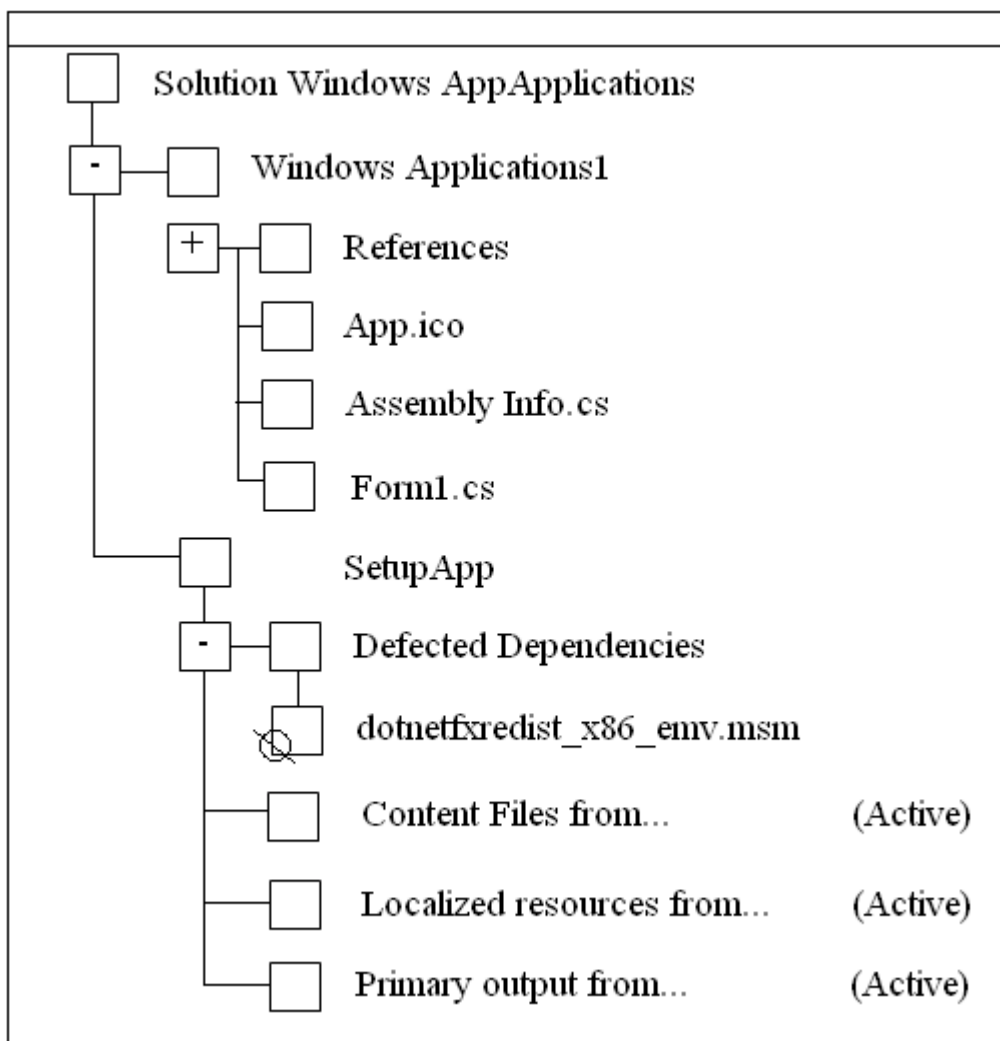 Solution Windows AppApplications
- Windows Applications1
+ References
App.ico
Assembly Info.cs
Form1.cs
SetupApp
- Defected Dependencies
dotnetfxredist_x86_emv.msm
Content Files from... (Active)
Localized resources from... (Active)
Primary output from... (Active)